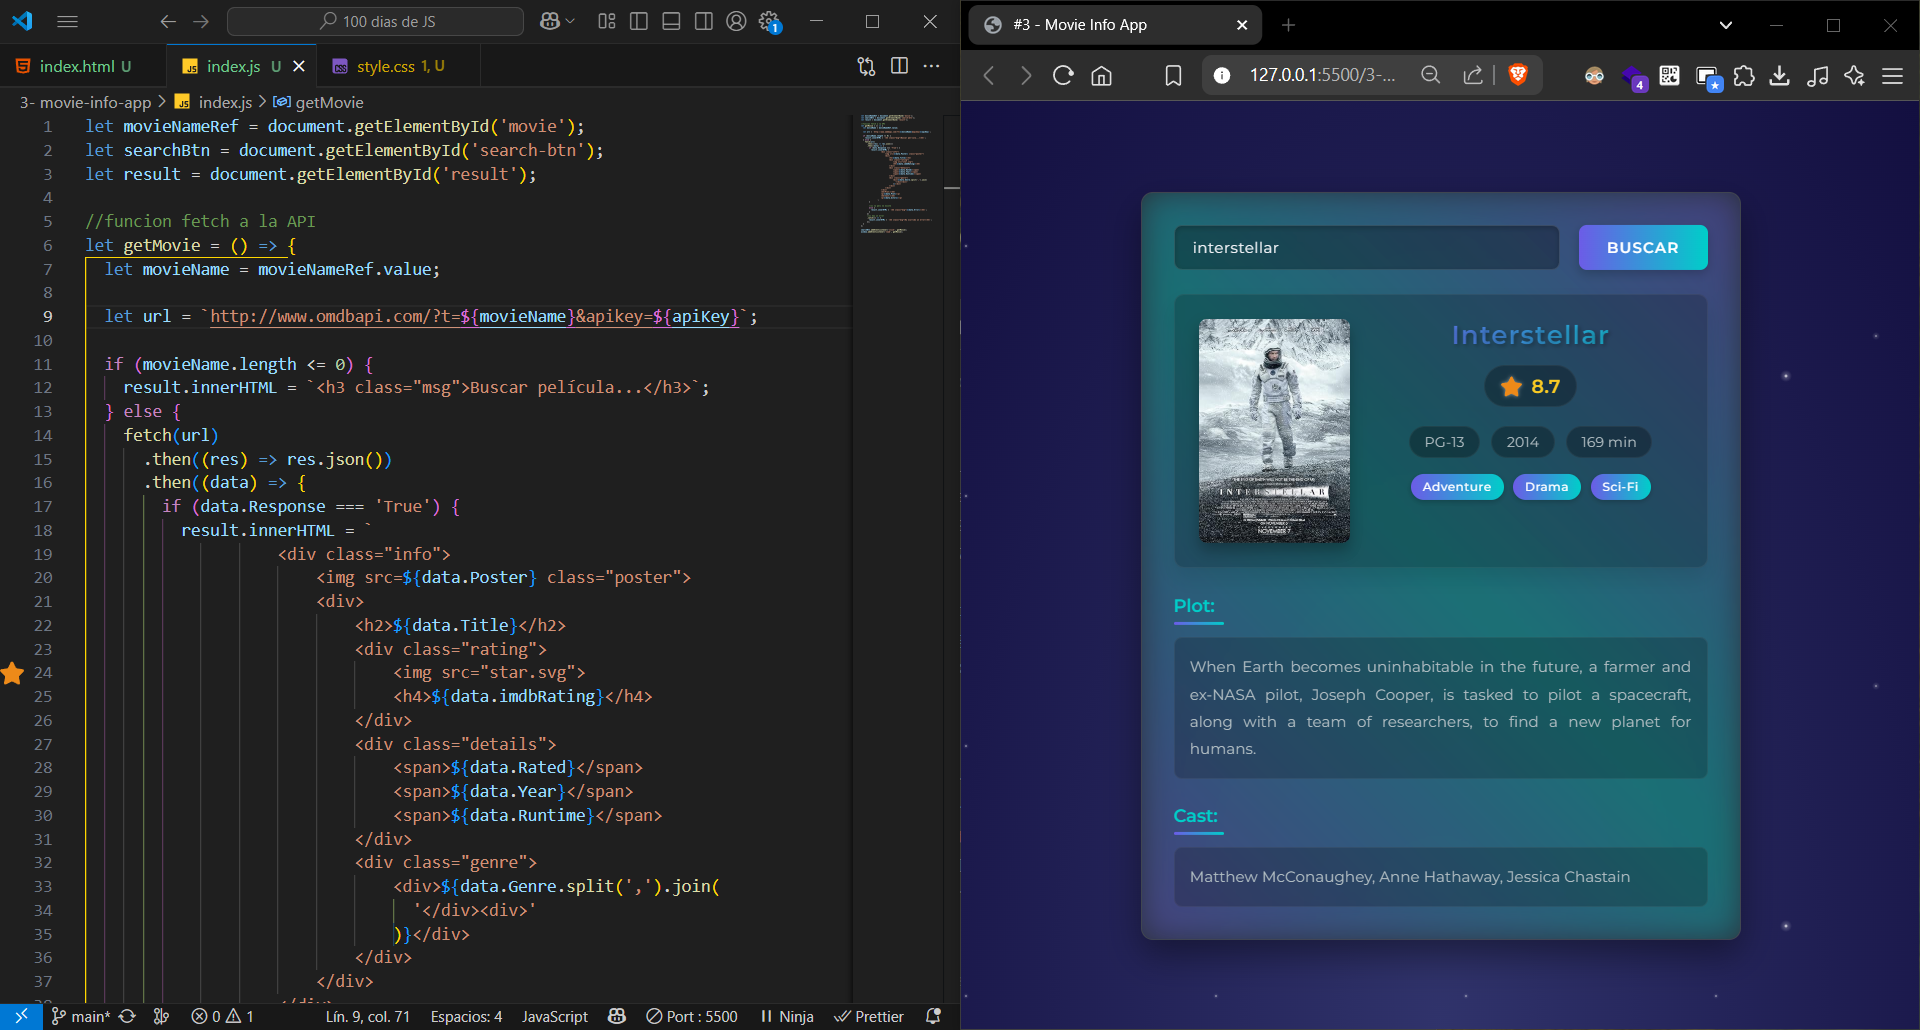 100 dias de JS
1
index.html U
index.js U
style.css 1, U
3- movie-info-app > index.js > getMovie
1 let movieNameRef = document.getElementById('movie');
2 let searchBtn = document.getElementById('search-btn');
3 let result = document.getElementById('result');
4
5 //funcion fetch a la API
6 let getMovie = () => {
7 let movieName = movieNameRef.value;
8
9 let url = `http://www.omdbapi.com/?t=${movieName}&apikey=${apiKey}`;
10
11 if (movieName.length <= 0) {
12 result.innerHTML = `<h3 class="msg">Buscar película...</h3>`;
13 } else {
14 fetch(url)
15 .then((res) => res.json())
16 .then((data) => {
17 if (data.Response === 'True') {
18 result.innerHTML = `
19 <div class="info">
20 <img src=${data.Poster} class="poster">
21 <div>
22 <h2>${data.Title}</h2>
23 <div class="rating">
24 <img src="star.svg">
25 <h4>${data.imdbRating}</h4>
26 </div>
27 <div class="details">
28 <span>${data.Rated}</span>
29 <span>${data.Year}</span>
30 <span>${data.Runtime}</span>
31 </div>
32 <div class="genre">
33 <div>${data.Genre.split(',').join(
34 '</div><div>'
35 )}</div>
36 </div>
37 </div>
main* 0 1 Lín. 9, col. 71 Espacios: 4 JavaScript Port : 5500 Ninja Prettier
#3 - Movie Info App
127.0.0.1:5500/3-...
4
interstellar
BUSCAR
INTERSTELLAR
NOVEMBER 7
Interstellar
8.7
PG-13 2014 169 min
Adventure Drama Sci-Fi
Plot:
When Earth becomes uninhabitable in the future, a farmer and
ex-NASA pilot, Joseph Cooper, is tasked to pilot a spacecraft,
along with a team of researchers, to find a new planet for
humans.
Cast:
Matthew McConaughey, Anne Hathaway, Jessica Chastain